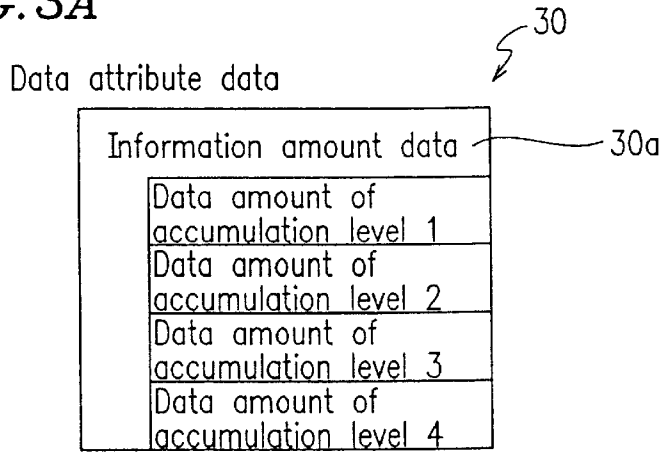 G. 3A
30
Data attribute data
Information amount data
30a
Data amount of
accumulation level 1
Data amount of
accumulation level 2
Data amount of
accumulation level 3
Data amount of
accumulation level 4